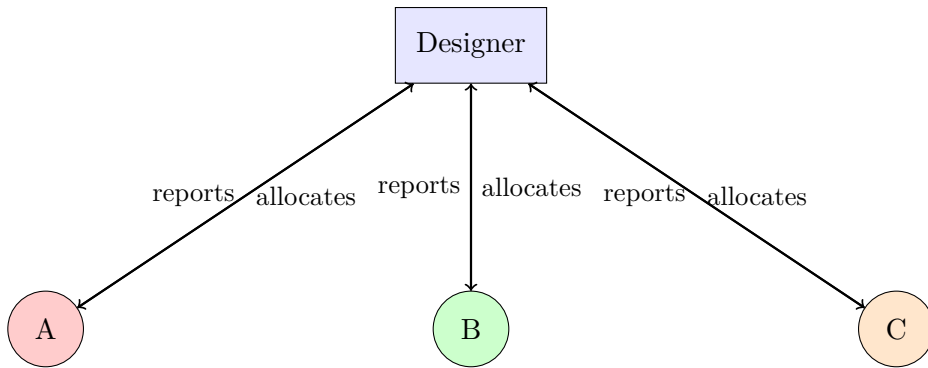 Designer
reports allocates
reports allocates
reports allocates
A
B
C